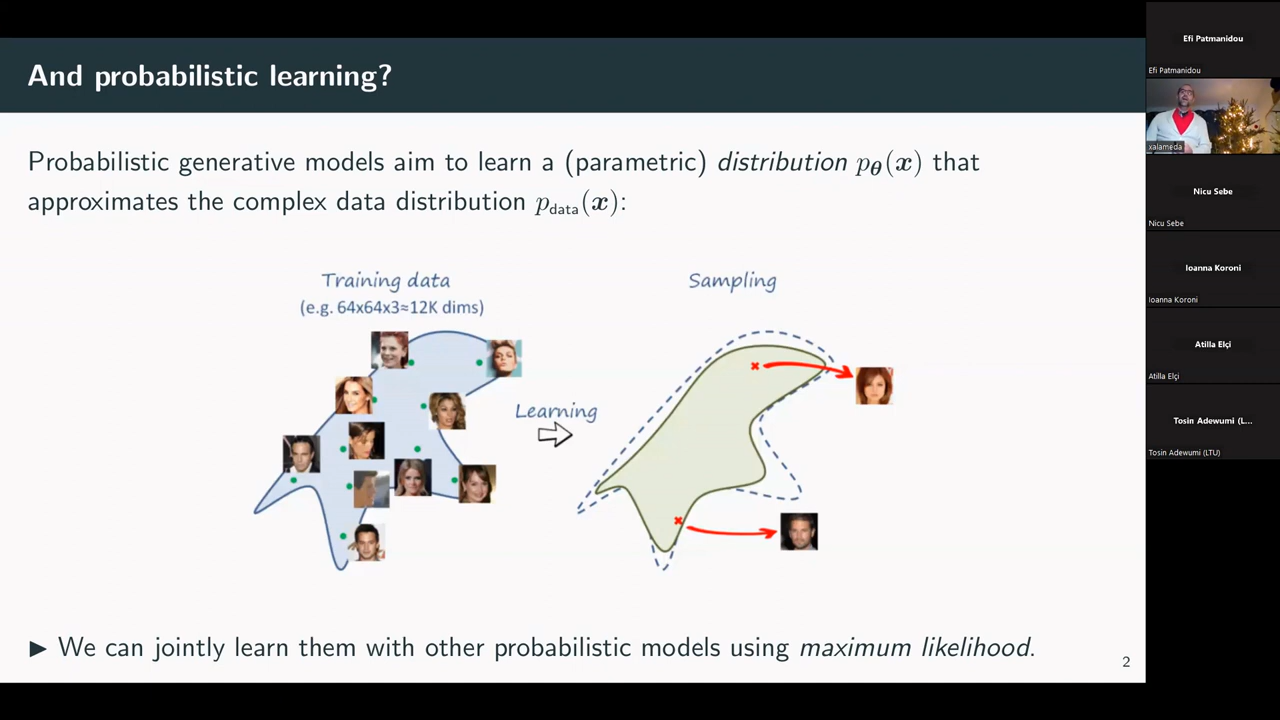 And probabilistic learning?
Probabilistic generative models aim to learn a (parametric) distribution p_θ(x) that
approximates the complex data distribution p_data(x):
Training data
(e.g. 64x64x3≈12K dims)
Learning
Sampling
▶ We can jointly learn them with other probabilistic models using maximum likelihood.
2
Efi Patmanidou
Efi Patmanidou
xalameda
Nicu Sebe
Nicu Sebe
Ioanna Koroni
Ioanna Koroni
Atilla Elçi
Atilla Elçi
Tosin Adewumi (L...
Tosin Adewumi (LTU)